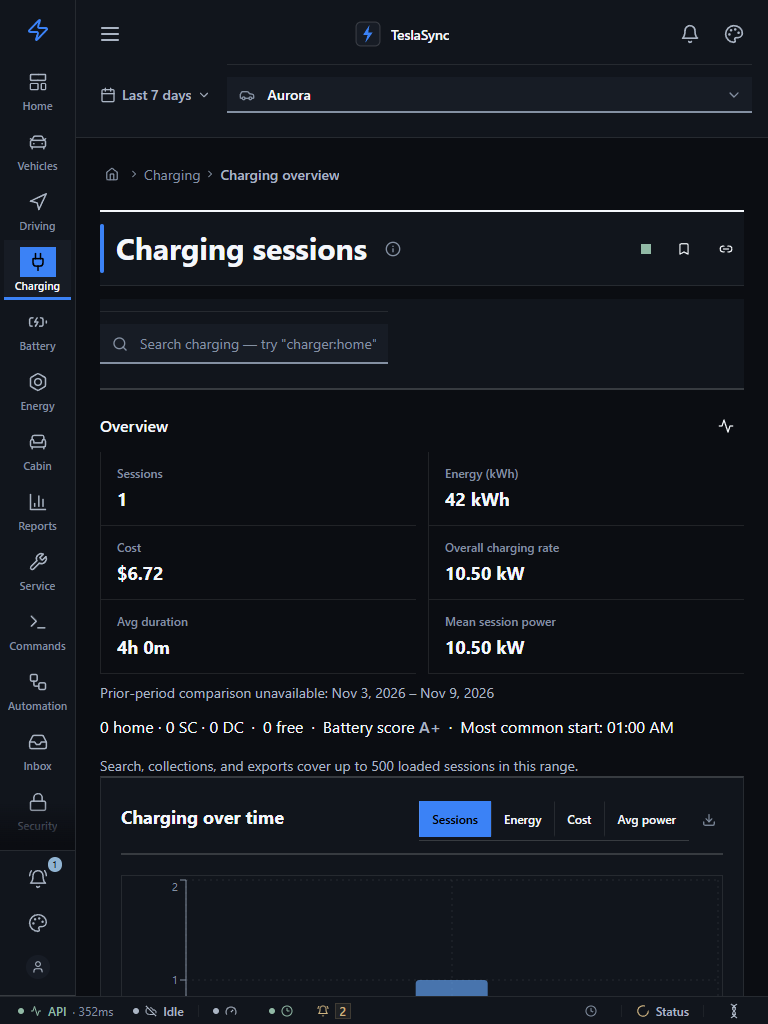 TeslaSync
Home
Vehicles
Driving
Charging
Battery
Energy
Cabin
Reports
Service
Commands
Automation
Inbox
Security
1
Last 7 days
Aurora
Charging
Charging overview
Charging sessions
Search charging — try "charger:home"
Overview
Sessions
1
Energy (kWh)
42 kWh
Cost
$6.72
Overall charging rate
10.50 kW
Avg duration
4h 0m
Mean session power
10.50 kW
Prior-period comparison unavailable: Nov 3, 2026 – Nov 9, 2026
0 home · 0 SC · 0 DC · 0 free · Battery score A+ · Most common start: 01:00 AM
Search, collections, and exports cover up to 500 loaded sessions in this range.
Charging over time
Sessions
Energy
Cost
Avg power
2
1
API · 352ms
Idle
2
Status